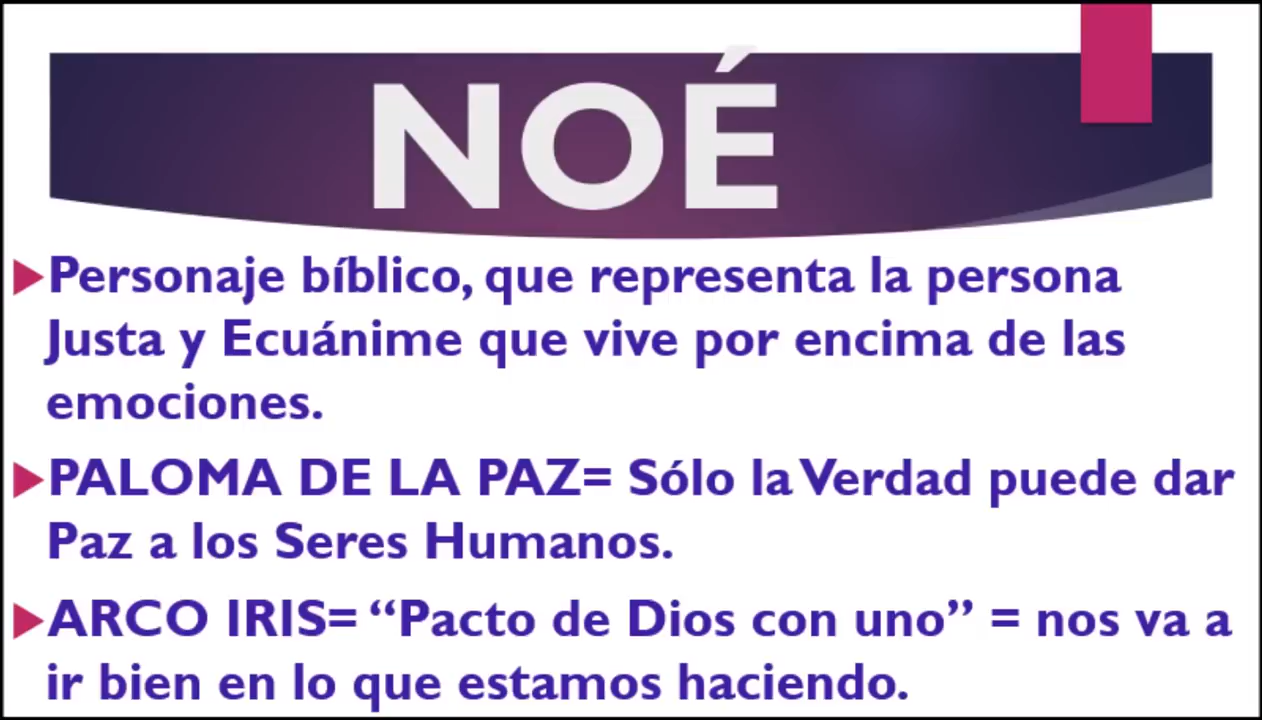 NOÉ
Personaje bíblico, que representa la persona
Justa y Ecuánime que vive por encima de las
emociones.
PALOMA DE LA PAZ= Sólo la Verdad puede dar
Paz a los Seres Humanos.
ARCO IRIS= “Pacto de Dios con uno” = nos va a
ir bien en lo que estamos haciendo.